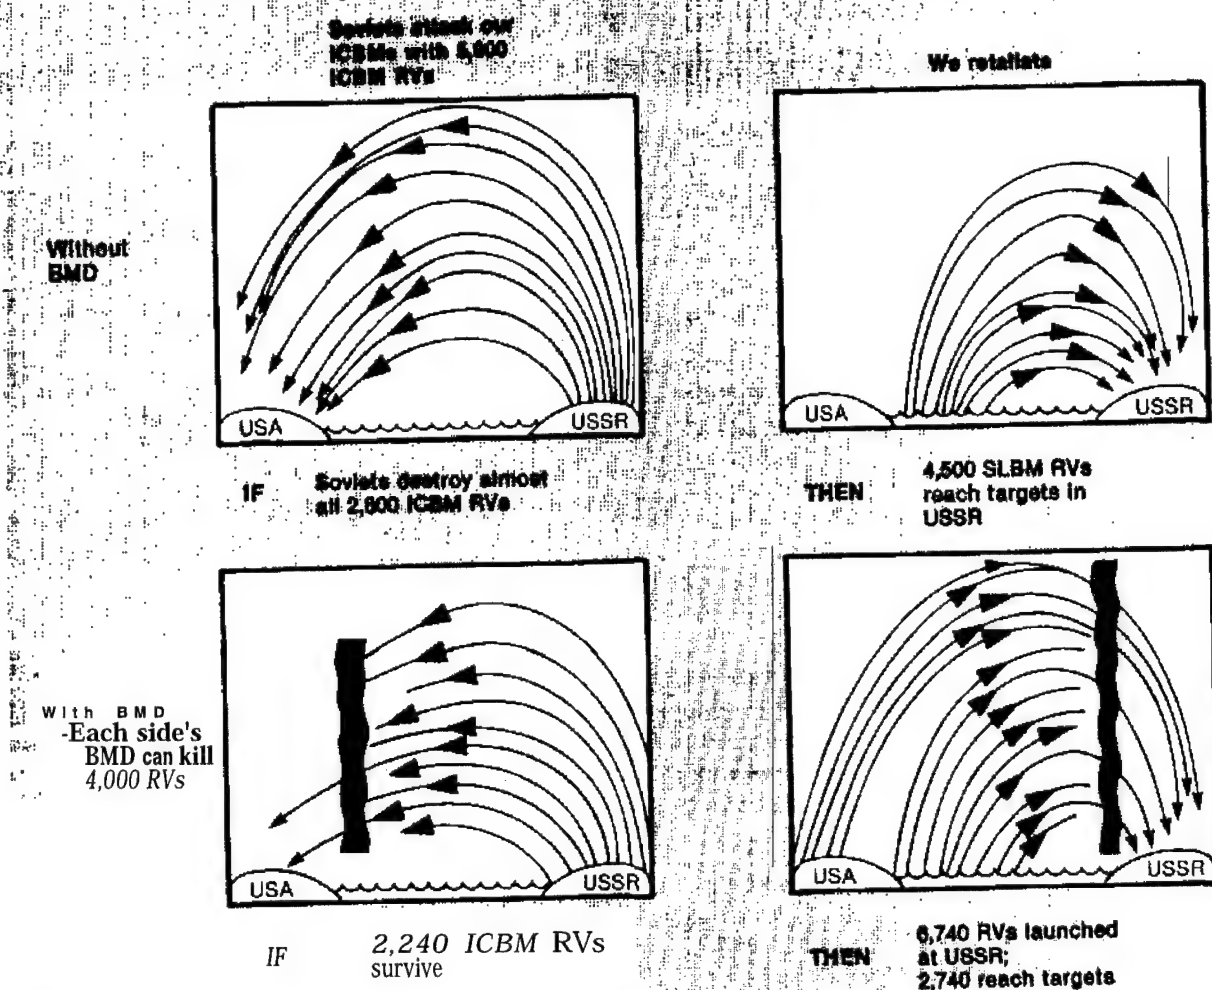 Soviets attack our
ICBMs with
ICBM RVs
We retaliate
Without
BMD
USA
USSR
USA
USSR
IF
Soviets destroy almost
all 2,800 ICBM RVs
THEN
4,500 SLBM RVs
reach targets in
USSR
With BMD
-Each side's
BMD can kill
4,000 RVs
USA
USSR
USA
USSR
IF
2,240 ICBM RVs
survive
THEN
6,740 RVs launched
at USSR;
2,740 reach targets